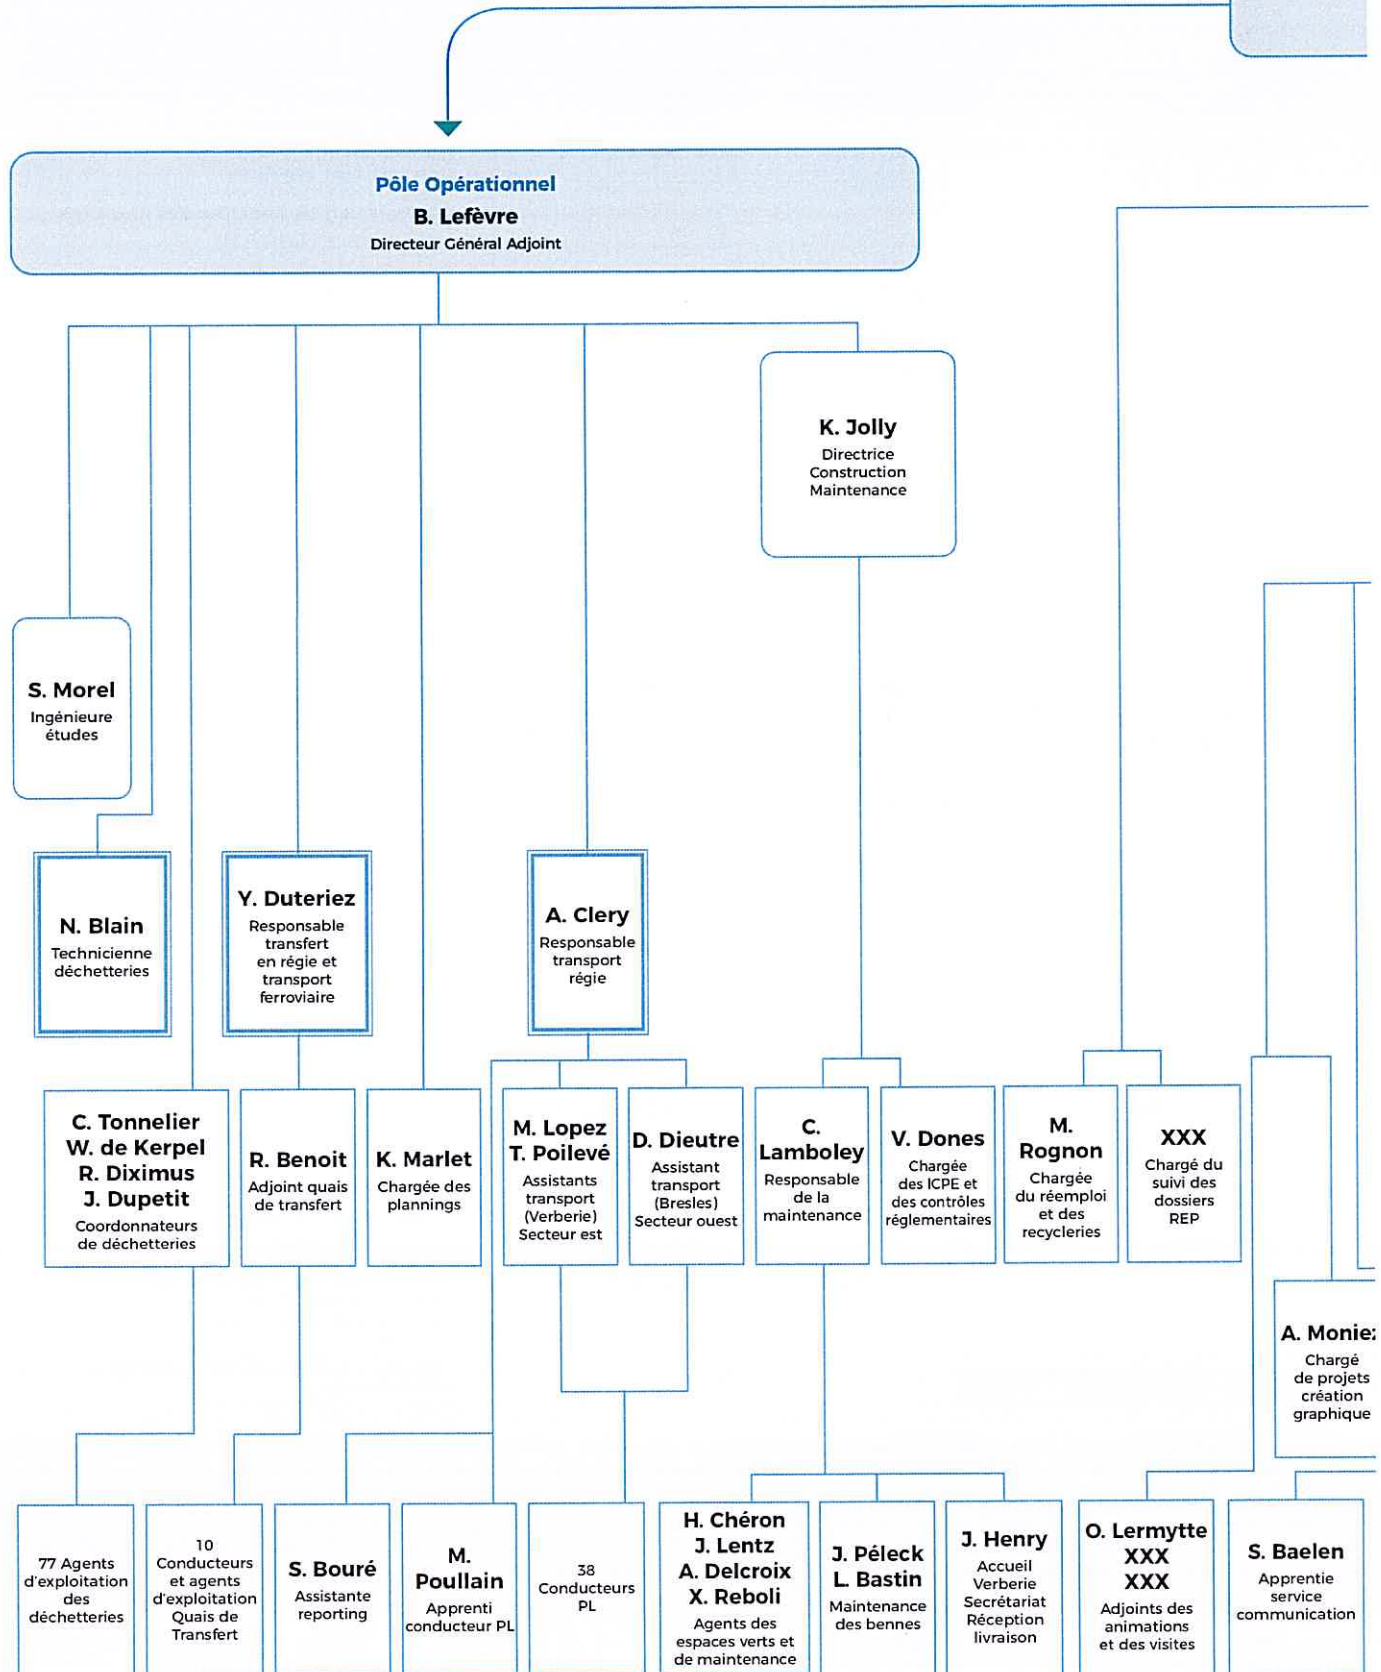 Pôle Opérationnel
B. Lefèvre
Directeur Général Adjoint
K. Jolly
Directrice
Construction
Maintenance
S. Morel
Ingénieure
études
N. Blain
Technicienne
déchetteries
Y. Duteriez
Responsable
transfert
en régie et
transport
ferroviaire
A. Clery
Responsable
transport
régie
C. Tonnelier
W. de Kerpel
R. Diximus
J. Dupetit
Coordonnateurs
de déchetteries
R. Benoit
Adjoint quais
de transfert
K. Marlet
Chargée des
plannings
M. Lopez
T. Poilevé
Assistants
transport
(Verberie)
Secteur est
D. Dieutre
Assistant
transport
(Bresles)
Secteur ouest
C.
Lamboley
Responsable
de la
maintenance
V. Dones
Chargée
des ICPE et
des contrôles
réglementaires
M.
Rognon
Chargée
du réemploi
et des
recycleries
XXX
Chargé du
suivi des
dossiers
REP
A. Moniez
Chargé
de projets
création
graphique
77 Agents
d'exploitation
des
déchetteries
10
Conducteurs
et agents
d'exploitation
Quais de
Transfert
S. Bouré
Assistante
reporting
M.
Poullain
Apprenti
conducteur PL
38
Conducteurs
PL
H. Chéron
J. Lentz
A. Delcroix
X. Reboli
Agents des
espaces verts et
de maintenance
J. Péleck
L. Bastin
Maintenance
des bennes
J. Henry
Accueil
Verberie
Secrétariat
Réception
livraison
O. Lermytte
XXX
XXX
Adjoints des
animations
et des visites
S. Baelen
Apprentie
service
communication